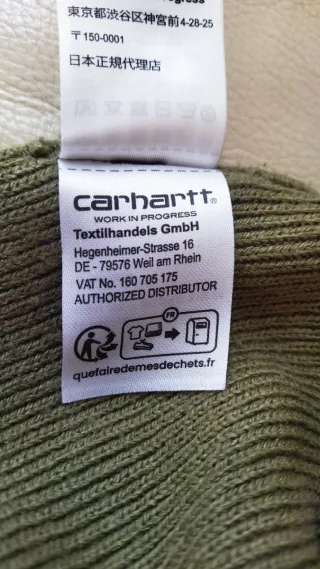 東京都渋谷区神宮前4-28-25
〒150-0001
日本正規代理店
carhartt®
WORK IN PROGRESS
Textilhandels GmbH
Hegenheimer-Strasse 16
DE - 79576 Weil am Rhein
VAT No. 160 705 175
AUTHORIZED DISTRIBUTOR
FR
quefairedemesdechets.fr